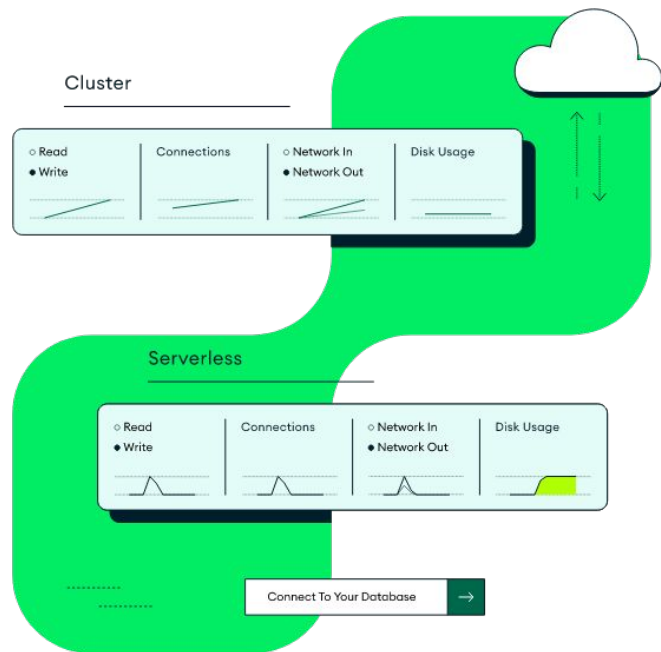 Cluster
Read
Write
Connections
Network In
Network Out
Disk Usage
Serverless
Read
Write
Connections
Network In
Network Out
Disk Usage
Connect To Your Database